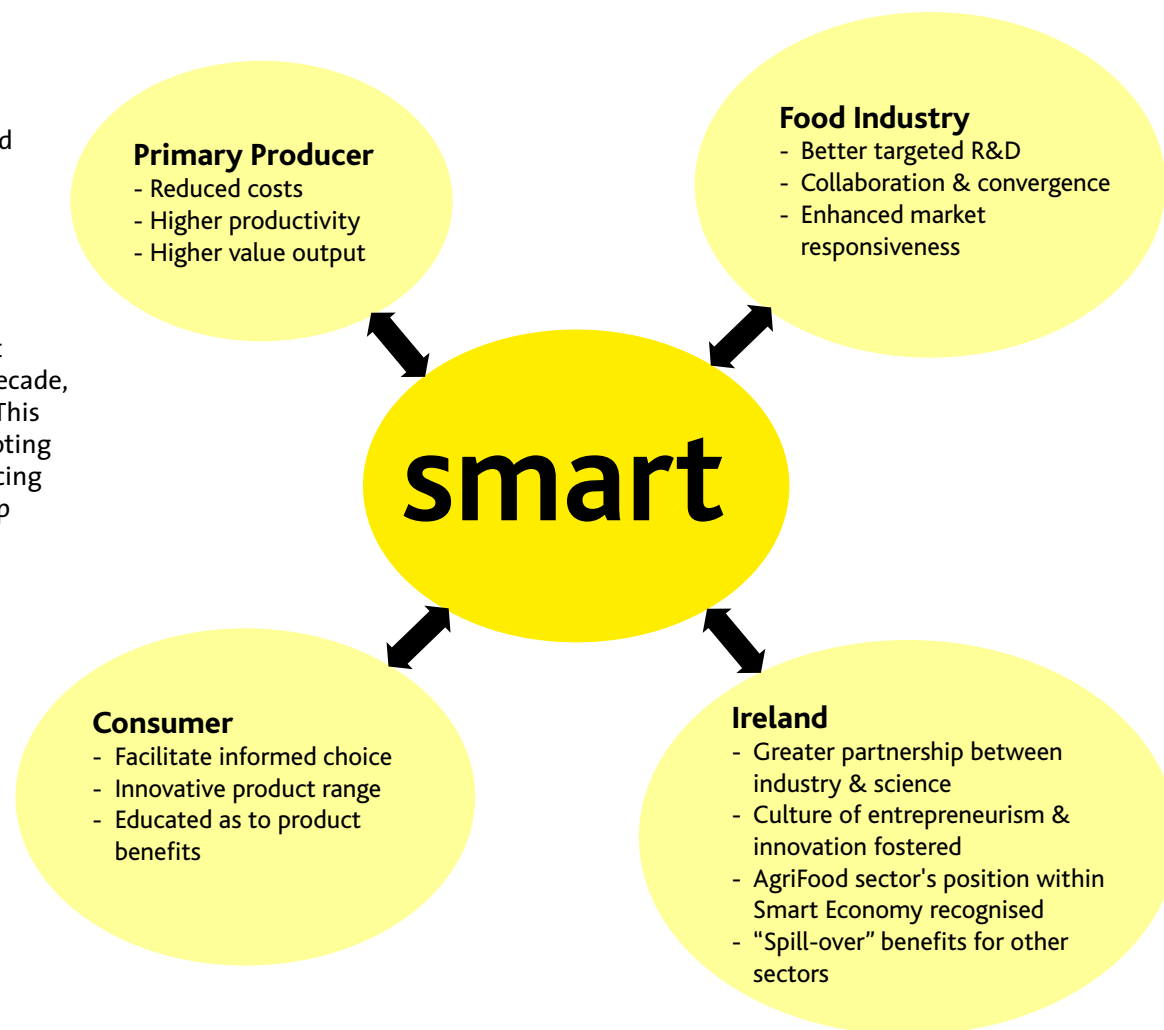 Primary Producer
- Reduced costs
- Higher productivity
- Higher value output
Food Industry
- Better targeted R&D
- Collaboration & convergence
- Enhanced market
responsiveness
ecade,
This
smart
Consumer
- Facilitate informed choice
- Innovative product range
- Educated as to product
benefits
Ireland
- Greater partnership between
industry & science
- Culture of entrepreneurism &
innovation fostered
- AgriFood sector's position within
Smart Economy recognised
- “Spill-over” benefits for other
sectors